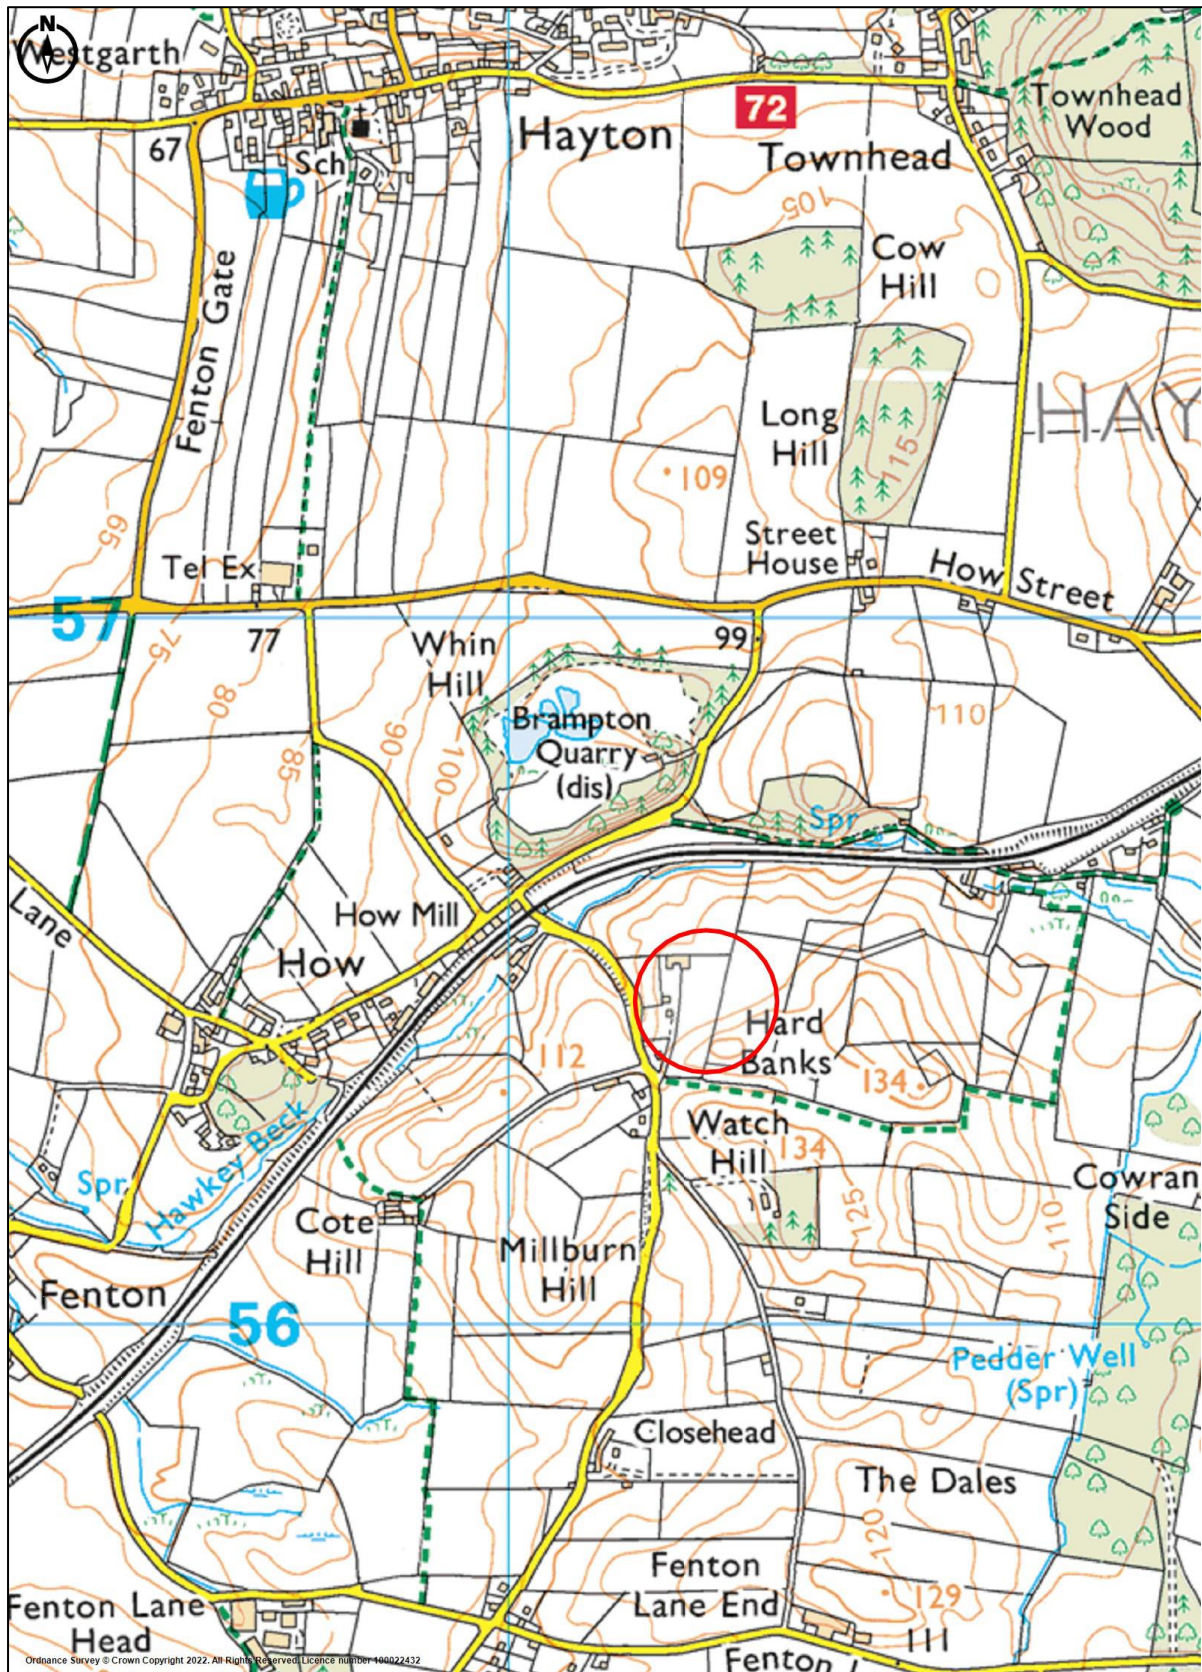 N
Westgarth
72
Townhead
Wood
67
Sch
Hayton
Townhead
105
Cow
Hill
Fenton Gate
HAY
Long
Hill
115
109
65
Street
House
Tel Ex
How Street
57
77
75
Whin
Hill
99
80
85
90
100
Brampton
Quarry
(dis)
110
Spr
Lane
How Mill
How
Hard
Banks
112
134
Watch
Hill
134
Hawkey Beck
Spr
Cowran
Side
125
110
Cote
Hill
Millburn
Hill
Fenton
56
Pedder Well
(Spr)
Closehead
The Dales
120
Fenton
Lane End
129
Fenton Lane
Head
111
Fenton
Ordnance Survey © Crown Copyright 2022. All Rights Reserved. Licence number 100022432